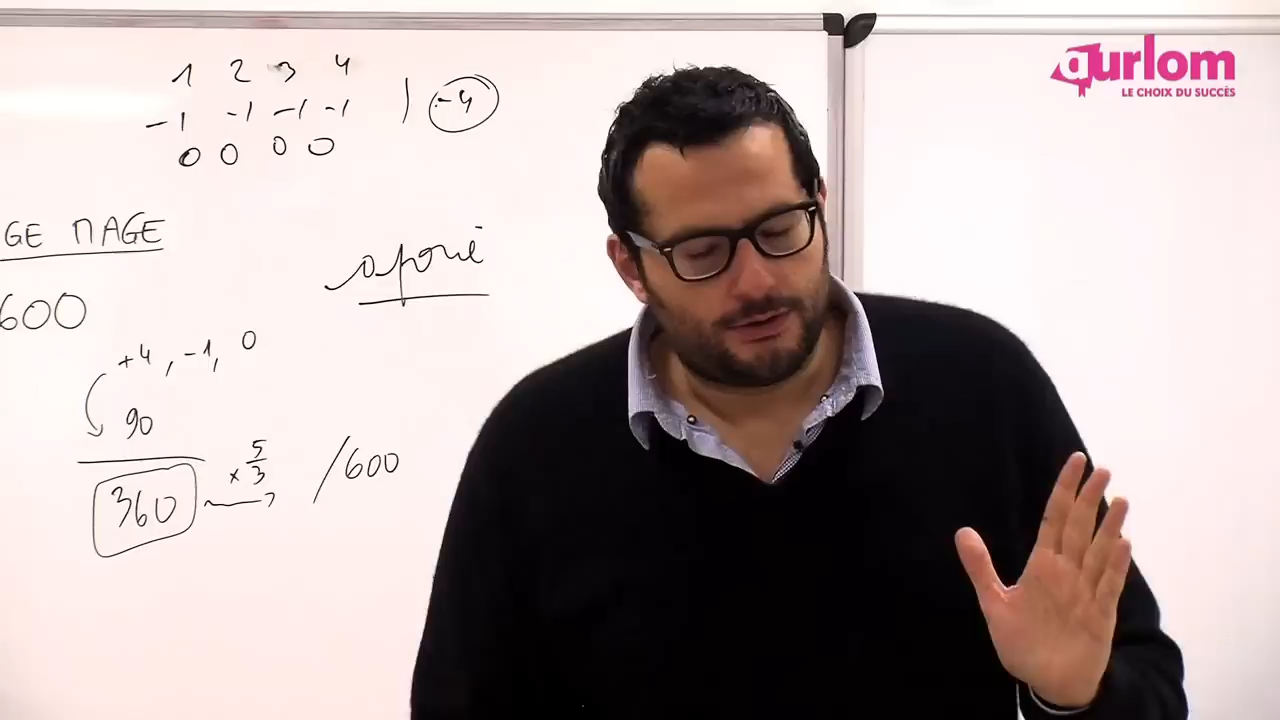 aurlom
LE CHOIX DU SUCCÈS
1 2 3 4
-1 -1 -1 -1 | -4
0 0 0 0
GE MAGE
600
+4, -1, 0
90
360 × 5/3 /600